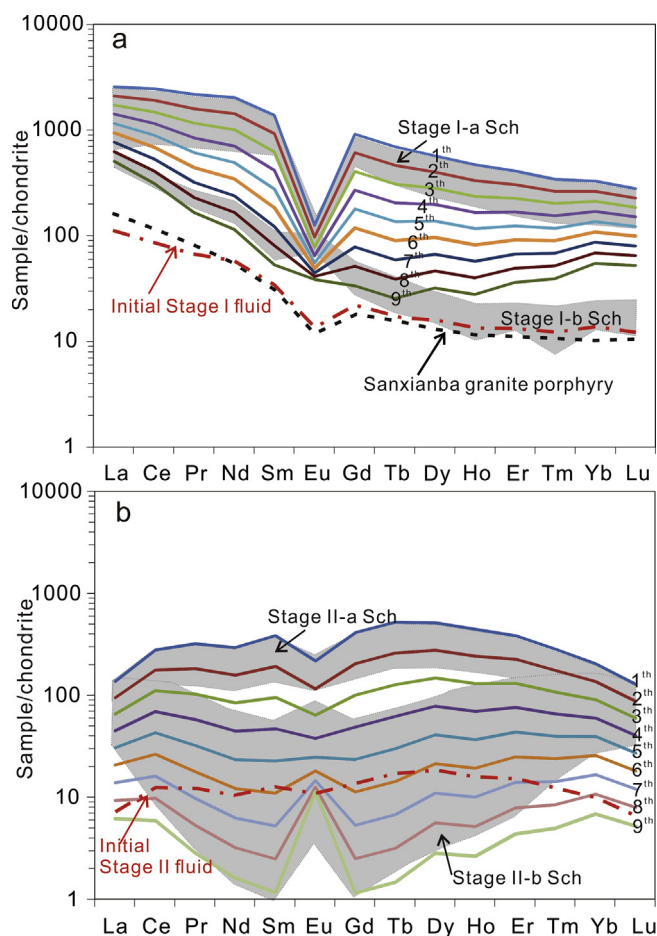 10000
a
1000
100
10
1
Sample/chondrite
Stage I-a Sch
1th
2th
3th
4th
5th
6th
7th
8th
9th
Initial Stage I fluid
Stage I-b Sch
Sanxianba granite porphyry
La Ce Pr Nd Sm Eu Gd Tb Dy Ho Er Tm Yb Lu
10000
b
1000
100
10
1
Sample/chondrite
Stage II-a Sch
1th
2th
3th
4th
5th
6th
7th
8th
9th
Initial
Stage II fluid
Stage II-b Sch
La Ce Pr Nd Sm Eu Gd Tb Dy Ho Er Tm Yb Lu